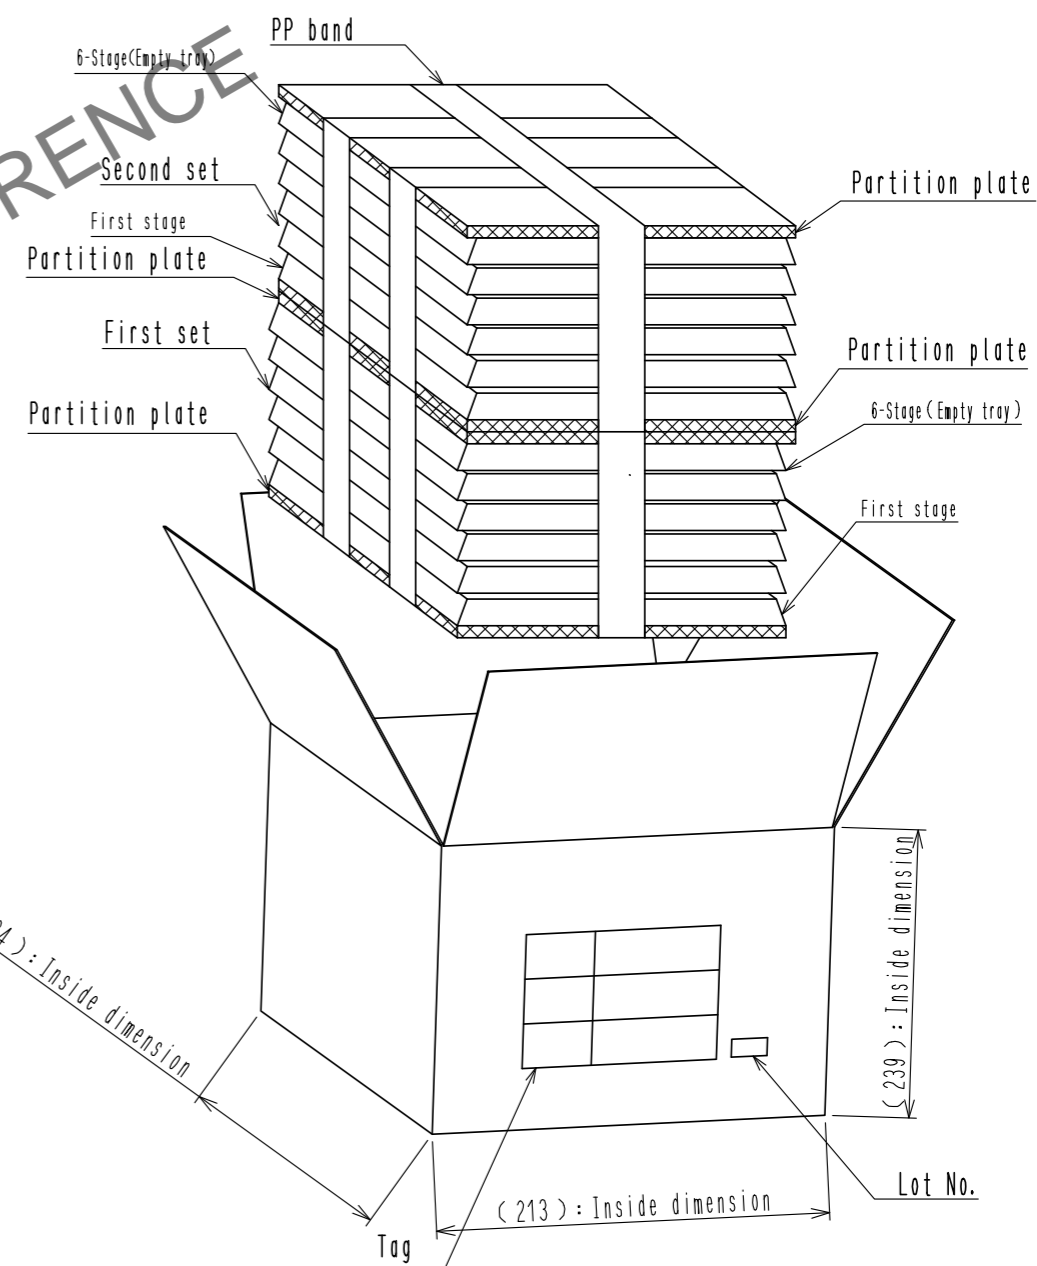 PP band
6-Stage(Empty tray)
RENCE
Second set
Partition plate
First stage
Partition plate
First set
Partition plate
Partition plate
6-Stage(Empty tray)
First stage
(239):Inside dimension
4):Inside dimension
(213):Inside dimension
Lot No.
Tag